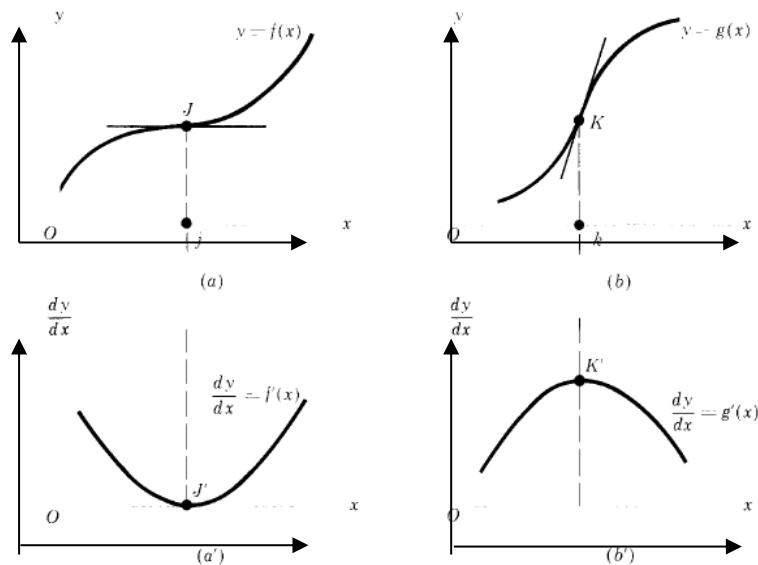 y
y = f(x)
J
O
j
x
(a)
y
y = g(x)
K
O
k
x
(b)
dy
dx
dy
dx
= f'(x)
J'
O
x
(a')
dy
dx
K'
dy
dx
= g'(x)
O
x
(b')